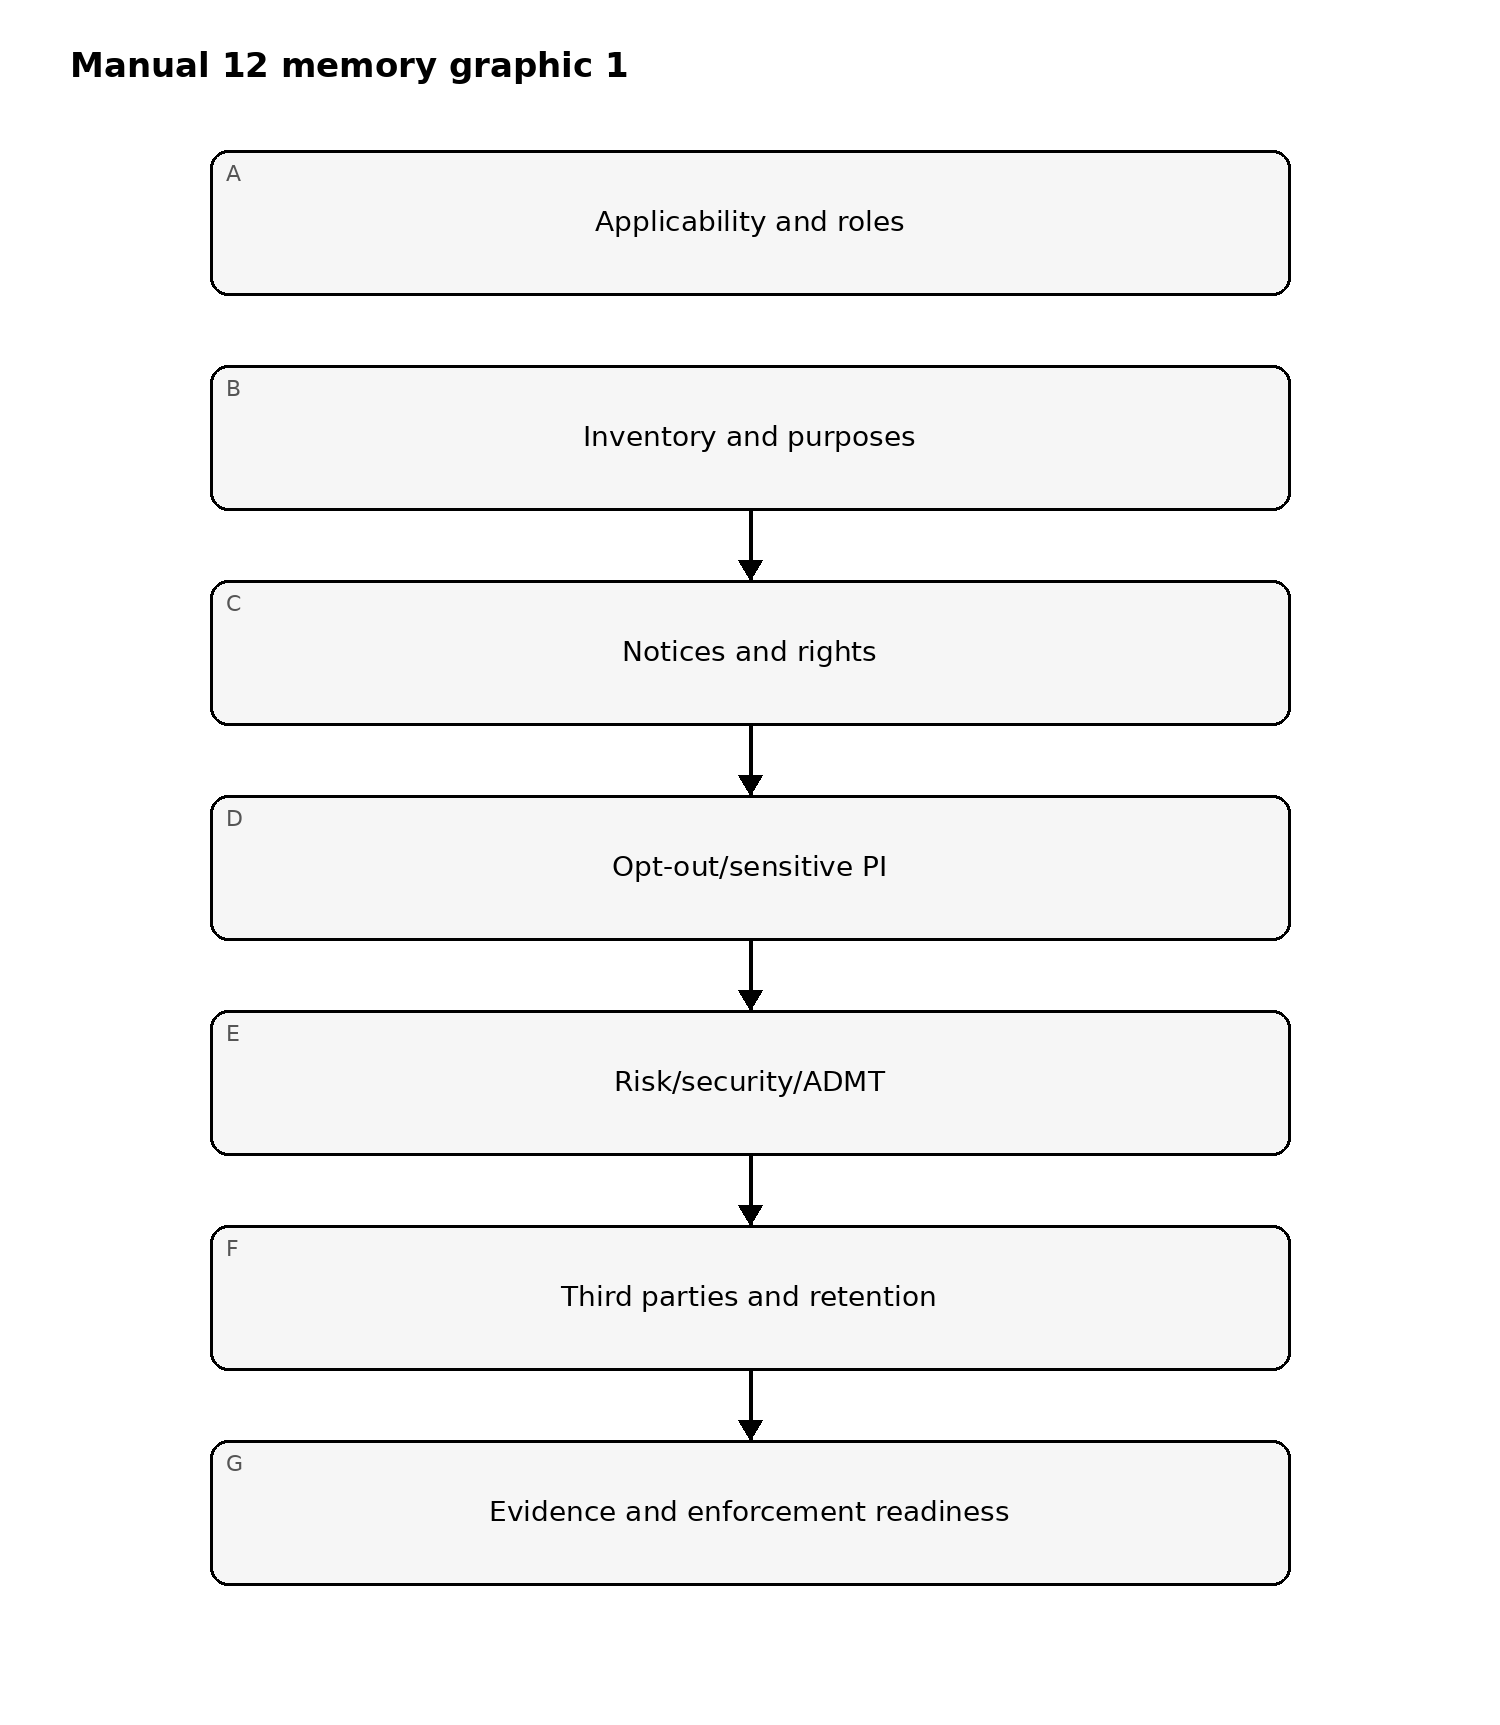 Manual 12 memory graphic 1
A
Applicability and roles
B
Inventory and purposes
C
Notices and rights
D
Opt-out/sensitive PI
E
Risk/security/ADMT
F
Third parties and retention
G
Evidence and enforcement readiness